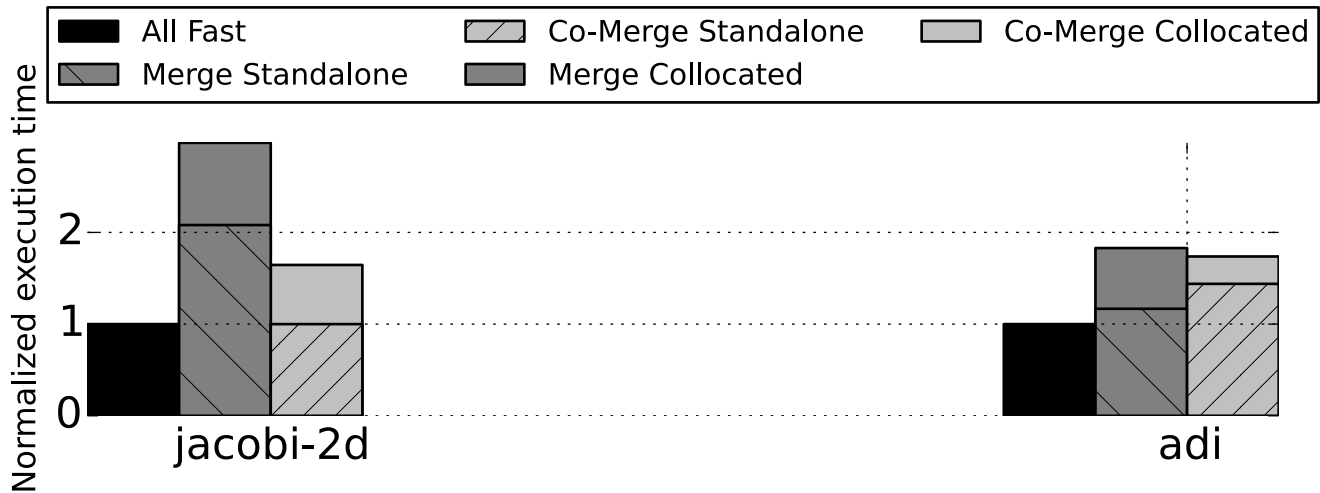 All Fast
Co-Merge Standalone
Co-Merge Collocated
Merge Standalone
Merge Collocated
Normalized execution time
2
1
0
jacobi-2d
adi